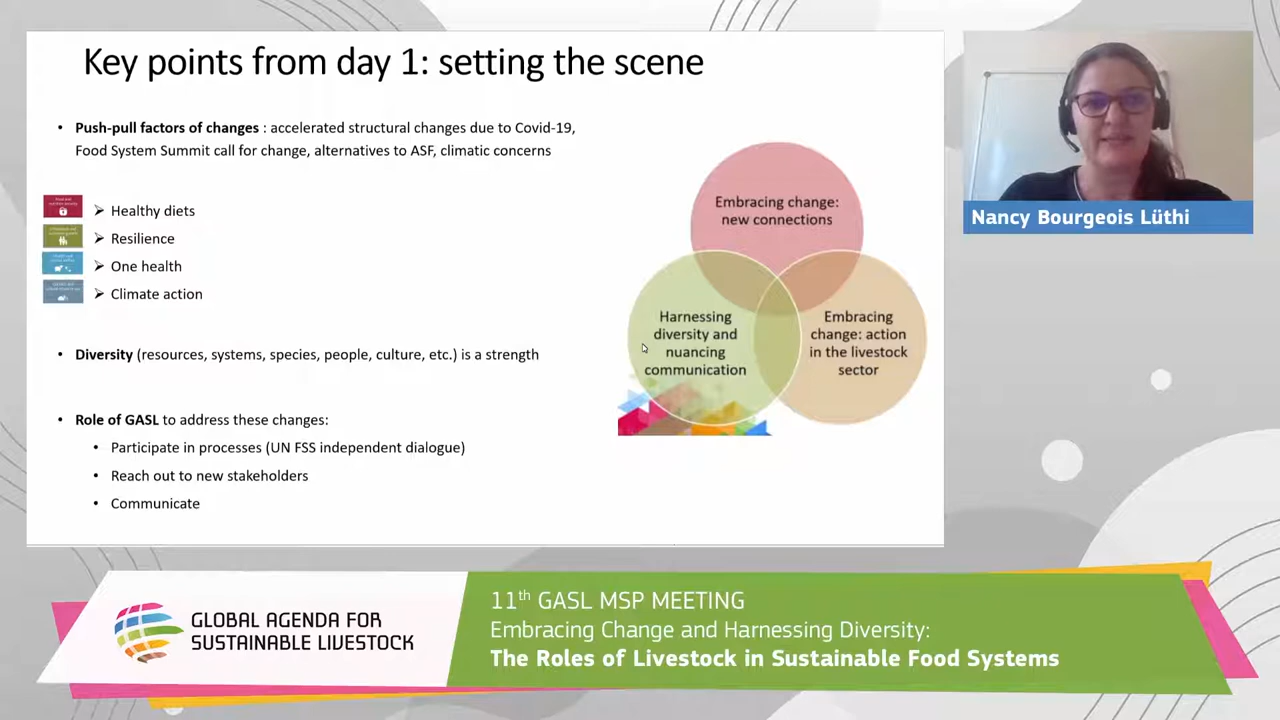 Key points from day 1: setting the scene
• Push-pull factors of changes : accelerated structural changes due to Covid-19,
Food System Summit call for change, alternatives to ASF, climatic concerns
➢ Healthy diets
➢ Resilience
➢ One health
➢ Climate action
• Diversity (resources, systems, species, people, culture, etc.) is a strength
• Role of GASL to address these changes:
• Participate in processes (UN FSS independent dialogue)
• Reach out to new stakeholders
• Communicate
Embracing change:
new connections
Harnessing
diversity and
nuancing
communication
Embracing
change: action
in the livestock
sector
Nancy Bourgeois Lüthi
GLOBAL AGENDA FOR
SUSTAINABLE LIVESTOCK
11th GASL MSP MEETING
Embracing Change and Harnessing Diversity:
The Roles of Livestock in Sustainable Food Systems